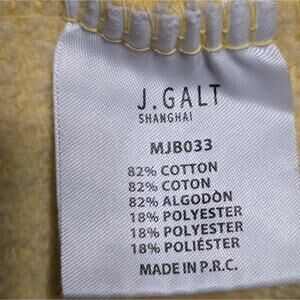 J.GALT
SHANGHAI
MJB033
82% COTTON
82% COTON
82% ALGODÒN
18% POLYESTER
18% POLYESTER
18% POLIÉSTER
MADE IN P.R.C.